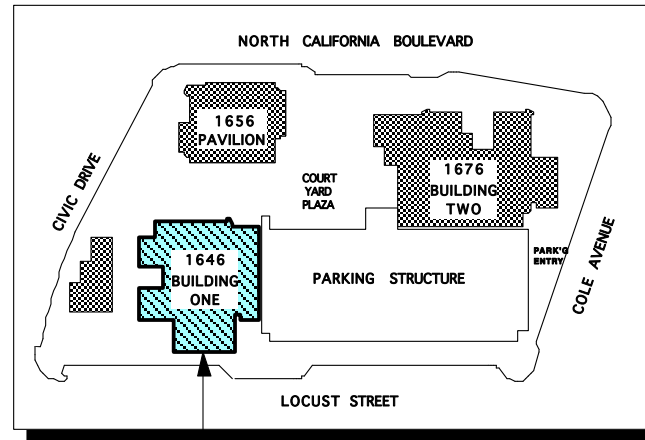 NORTH CALIFORNIA BOULEVARD
1656
PAVILION
CIVIC DRIVE
COURT
YARD
PLAZA
1676
BUILDING
TWO
1646
BUILDING
ONE
PARKING STRUCTURE
PARK'G
ENTRY
COLE AVENUE
LOCUST STREET